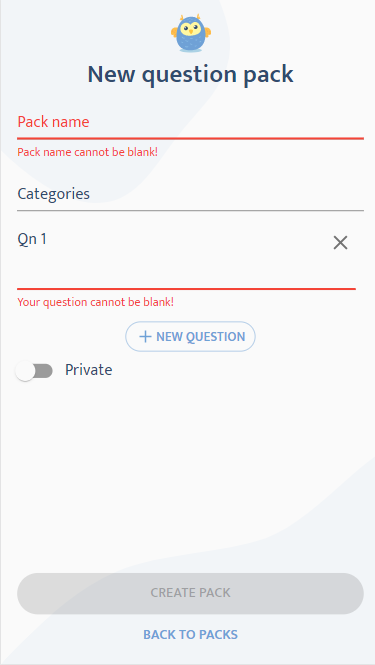 New question pack
Pack name
Pack name cannot be blank!
Categories
Qn 1
Your question cannot be blank!
+ NEW QUESTION
Private
CREATE PACK
BACK TO PACKS